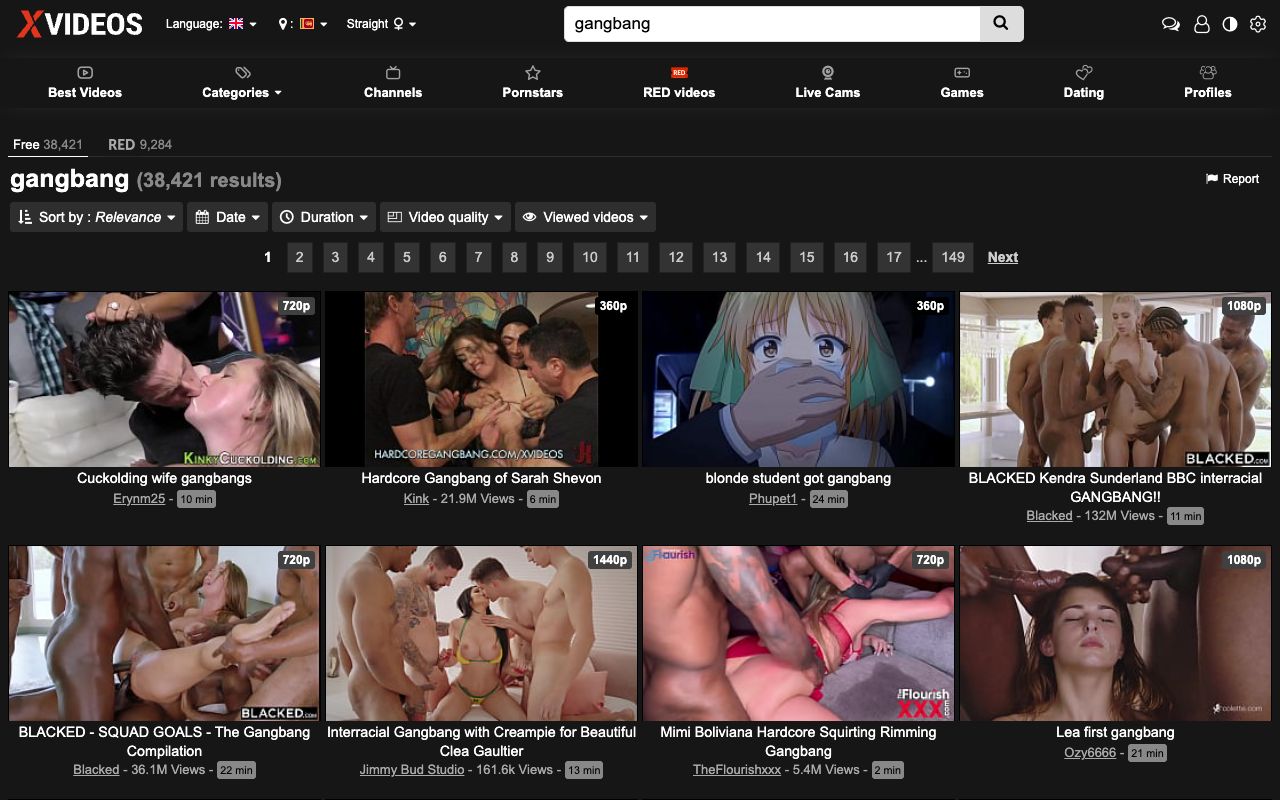 XVIDEOS
Language:
:
Straight
gangbang
Best Videos
Categories
Channels
Pornstars
RED
RED videos
Live Cams
Games
Dating
Profiles
Free 38,421
RED 9,284
gangbang (38,421 results)
Report
Sort by : Relevance
Date
Duration
Video quality
Viewed videos
1 2 3 4 5 6 7 8 9 10 11 12 13 14 15 16 17 ... 149 Next
720p
KINKYCUCKOLDING.COM
Cuckolding wife gangbangs
Erynm25 - 10 min
360p
HARDCOREGANGBANG.COM/XVIDEOS
Hardcore Gangbang of Sarah Shevon
Kink - 21.9M Views - 6 min
360p
blonde student got gangbang
Phupet1 - 24 min
1080p
BLACKED.COM
BLACKED Kendra Sunderland BBC interracial
GANGBANG!!
Blacked - 132M Views - 11 min
720p
BLACKED.COM
BLACKED - SQUAD GOALS - The Gangbang
Compilation
Blacked - 36.1M Views - 22 min
1440p
Interracial Gangbang with Creampie for Beautiful
Clea Gaultier
Jimmy Bud Studio - 161.6k Views - 13 min
Flourish
720p
The Flourish
XXX.com
Mimi Boliviana Hardcore Squirting Rimming
Gangbang
TheFlourishxxx - 5.4M Views - 2 min
1080p
Lea first gangbang
Ozy6666 - 21 min